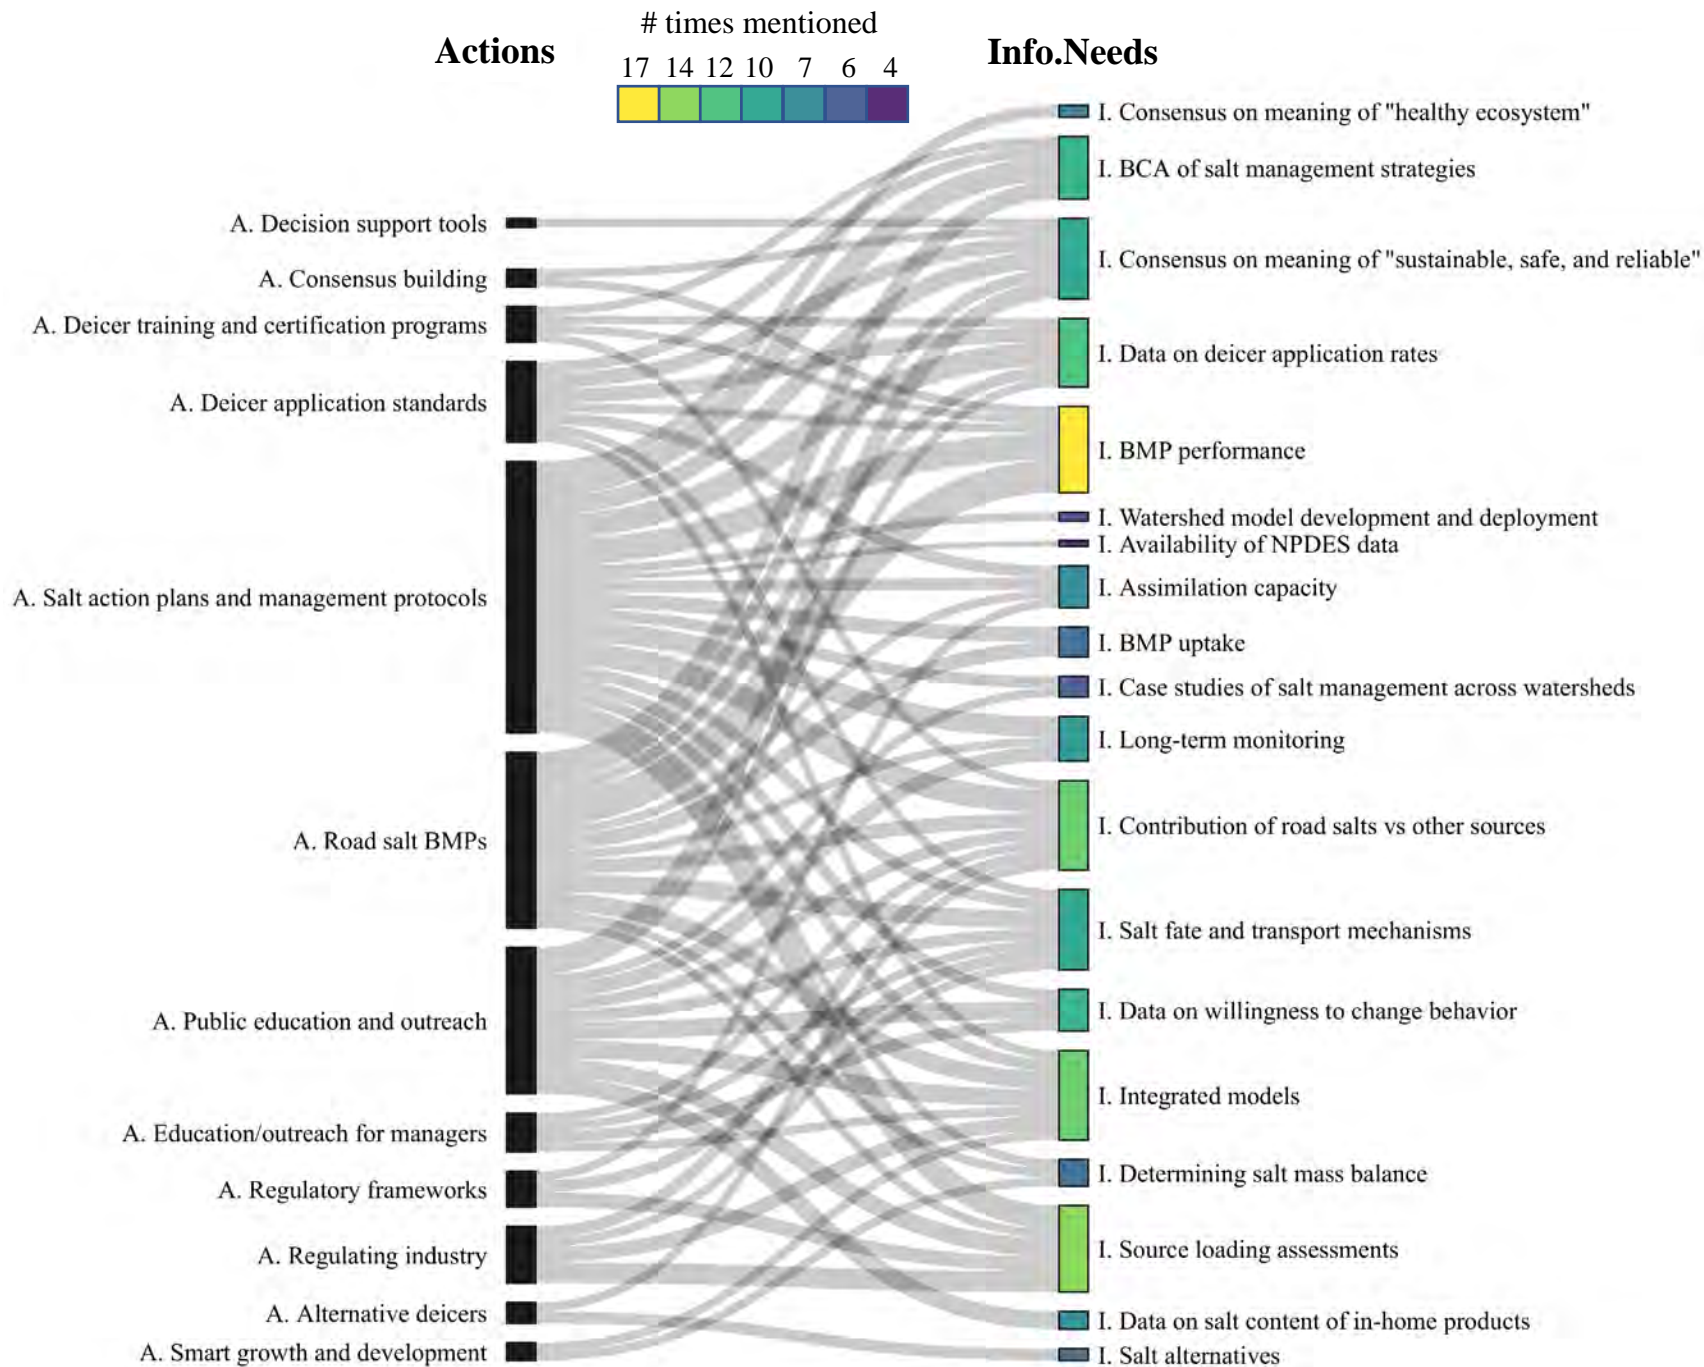 # times mentioned
Actions
Info.Needs
17 14 12 10 7 6 4
A. Decision support tools
A. Consensus building
A. Deicer training and certification programs
A. Deicer application standards
A. Salt action plans and management protocols
A. Road salt BMPs
A. Public education and outreach
A. Education/outreach for managers
A. Regulatory frameworks
A. Regulating industry
A. Alternative deicers
A. Smart growth and development
I. Consensus on meaning of "healthy ecosystem"
I. BCA of salt management strategies
I. Consensus on meaning of "sustainable, safe, and reliable"
I. Data on deicer application rates
I. BMP performance
I. Watershed model development and deployment
I. Availability of NPDES data
I. Assimilation capacity
I. BMP uptake
I. Case studies of salt management across watersheds
I. Long-term monitoring
I. Contribution of road salts vs other sources
I. Salt fate and transport mechanisms
I. Data on willingness to change behavior
I. Integrated models
I. Determining salt mass balance
I. Source loading assessments
I. Data on salt content of in-home products
I. Salt alternatives